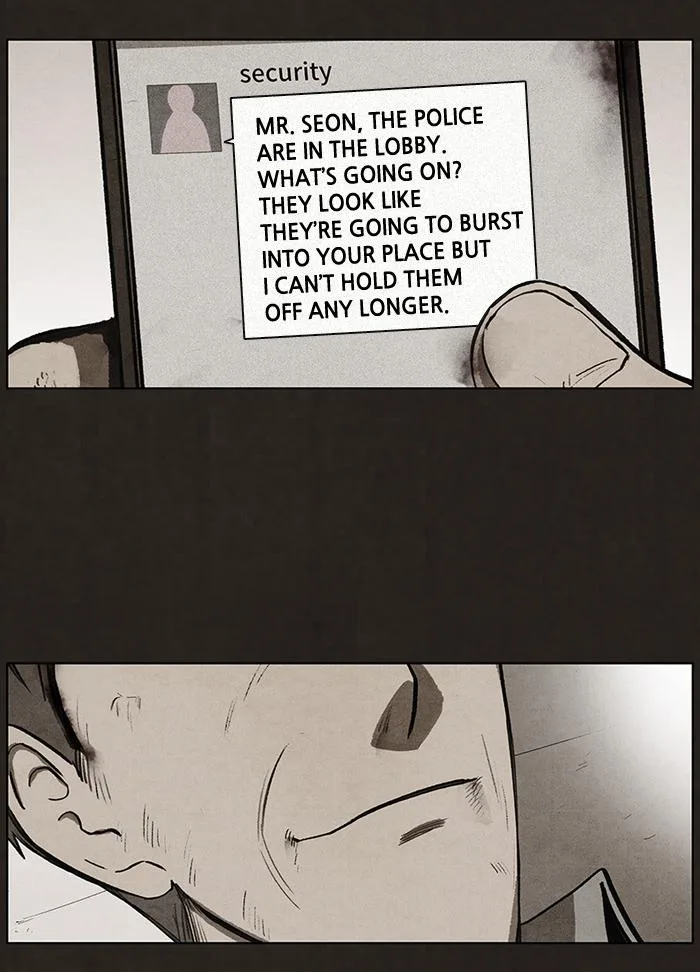 security
MR. SEON, THE POLICE
ARE IN THE LOBBY.
WHAT'S GOING ON?
THEY LOOK LIKE
THEY'RE GOING TO BURST
INTO YOUR PLACE BUT
I CAN'T HOLD THEM
OFF ANY LONGER.